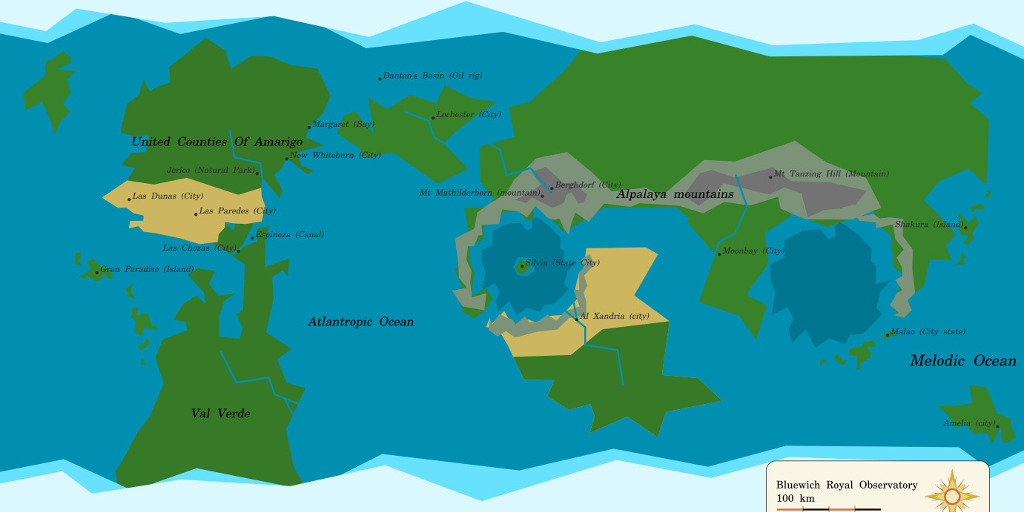 Danton's Bosin (Oil rig)
Lochester (City)
Margaret (Bay)
United Counties Of Amarigo
New Whiteburn (City)
Jerico (Natural Park)
Mt Tanzing Hill (Mountain)
Berghdorf (City)
Mt Mathilderhorn (mountain)
Alpalaya mountains
Las Dunas (City)
Las Paredes (City)
Shakura (Island)
Espinoza (Canal)
Las Chozas (City)
Moonbay (City)
Silvia (State City)
Gran Paradiso (Island)
Al Xandria (city)
Atlantropic Ocean
Malao (City state)
Melodic Ocean
Val Verde
Amelia (city)
Bluewich Royal Observatory
100 km